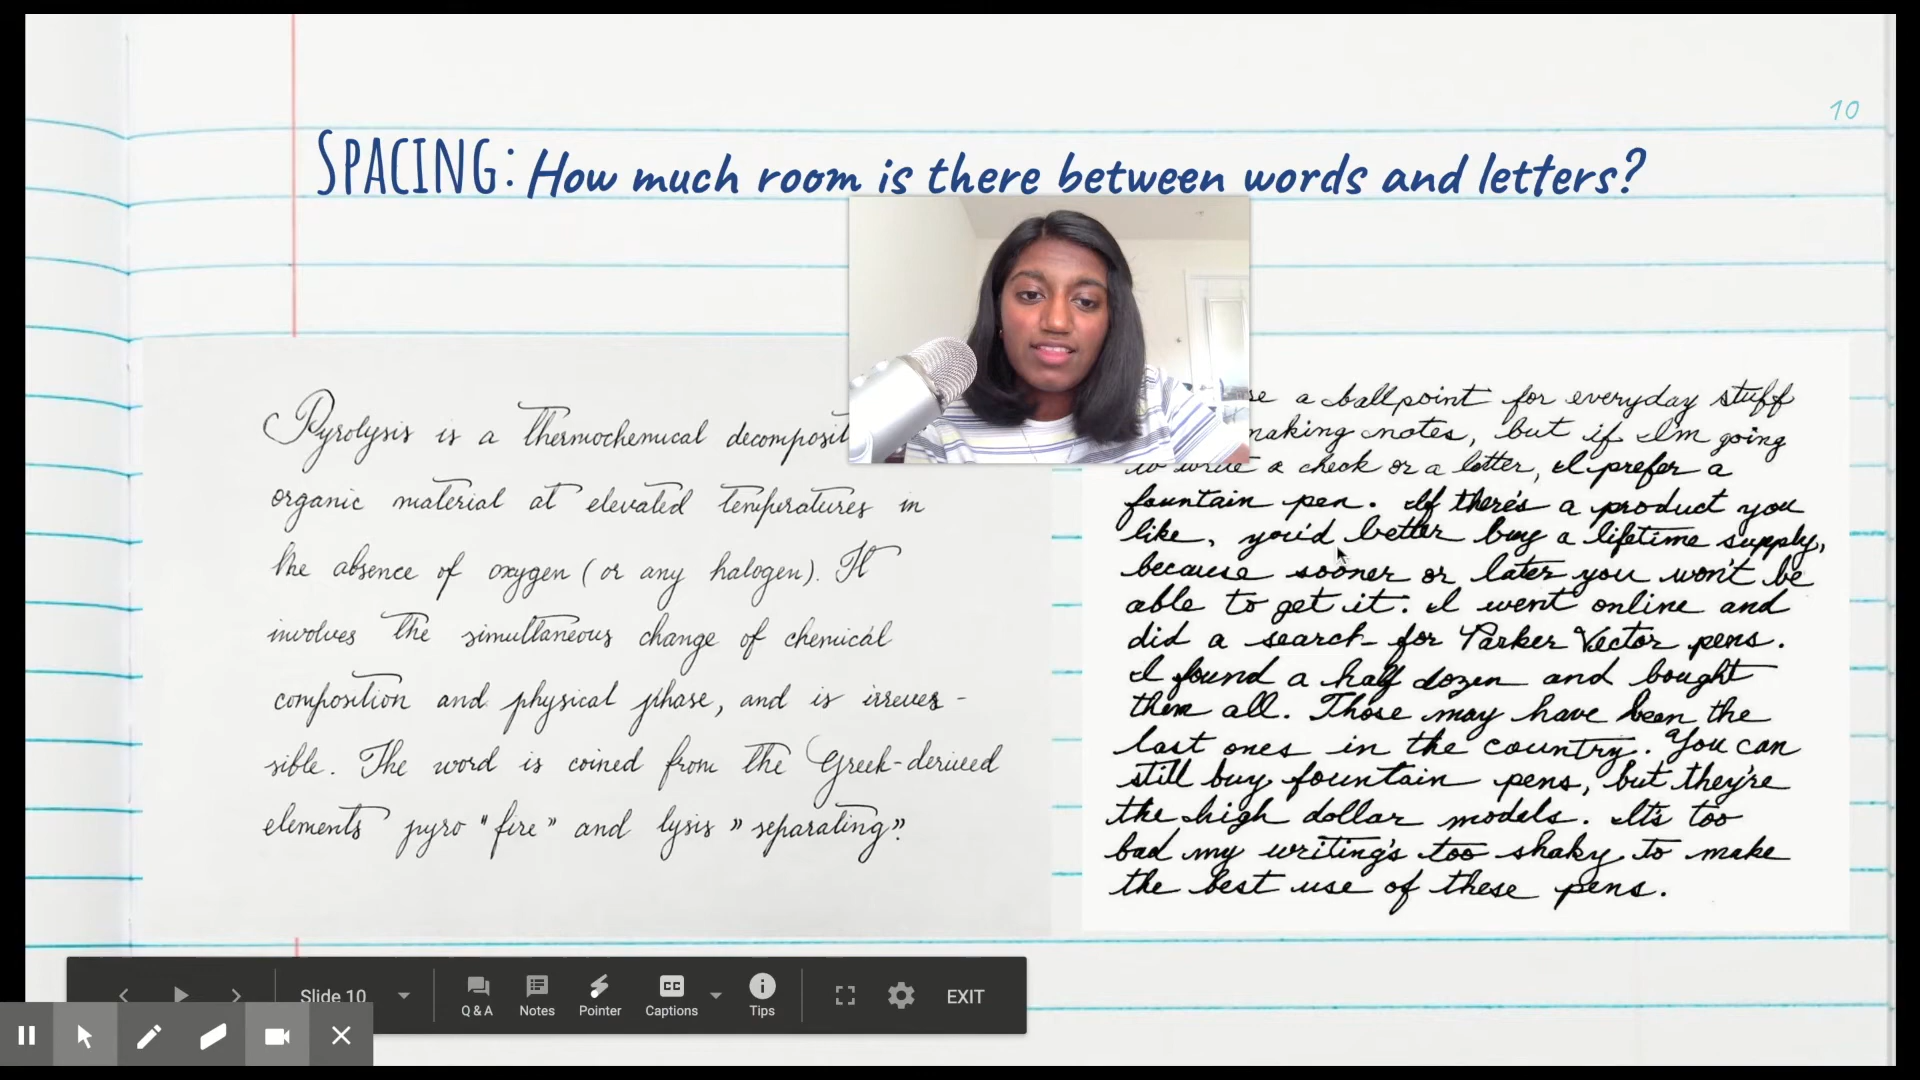 10
SPACING: How much room is there between words and letters?
Pyrolysis is a thermochemical decomposit
organic material at elevated temperatures in
the absence of oxygen (or any halogen). It
involves the simultaneous change of chemical
composition and physical phase, and is irrever-
sible. The word is coined from the Greek-derived
elements pyro "fire" and lysis "separating".
a ballpoint for everyday stuff
making notes, but if I'm going
to write a check or a letter, I prefer a
fountain pen. If there's a product you
like, you'd better buy a lifetime supply,
because sooner or later you won't be
able to get it. I went online and
did a search for Parker Vector pens.
I found a half dozen and bought
them all. Those may have been the
last ones in the country. You can
still buy fountain pens, but they're
the high dollar models. It's too
bad my writing's too shaky to make
the best use of these pens.
Slide 10
Q & A
Notes
Pointer
CC
Captions
Tips
EXIT